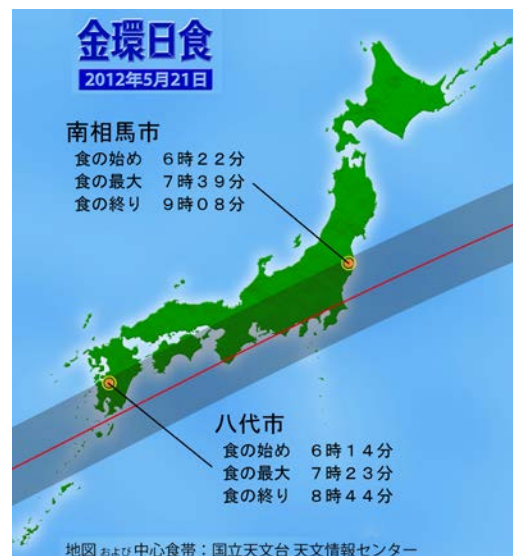 金環日食
2012年5月21日
南相馬市
食の始め 6時22分
食の最大 7時39分
食の終り 9時08分
八代市
食の始め 6時14分
食の最大 7時23分
食の終り 8時44分
地図 および 中心食帯：国立天文台 天文情報センター